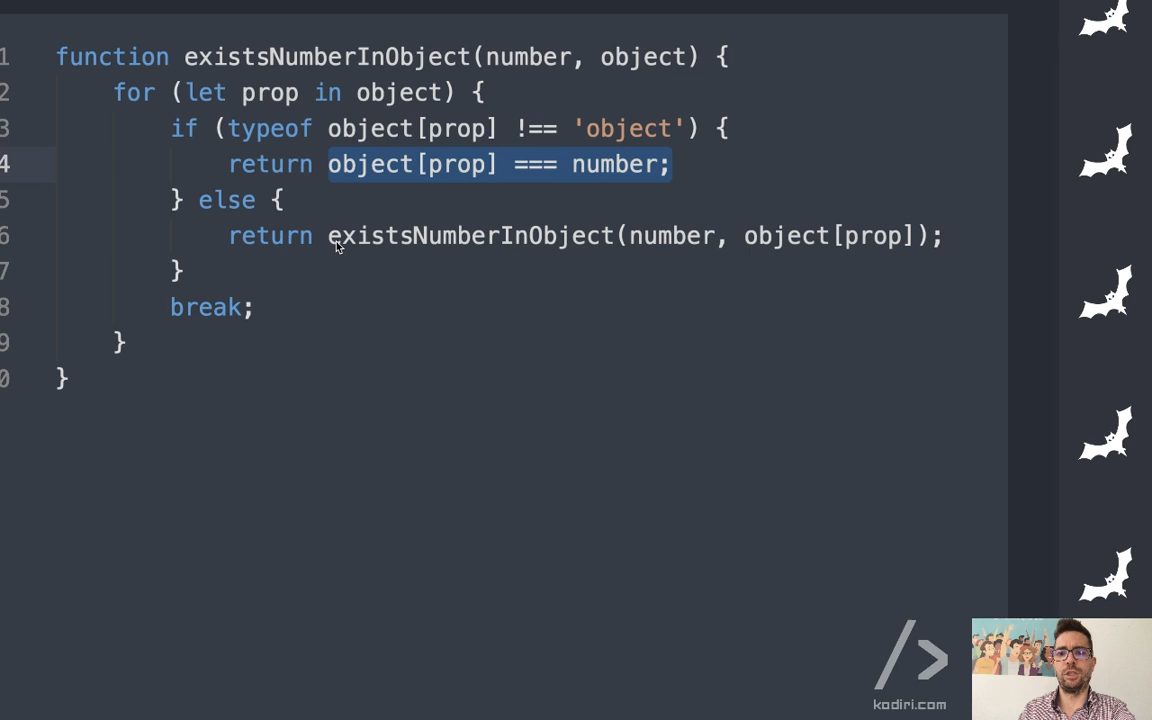 1 function existsNumberInObject(number, object) {
2 for (let prop in object) {
3 if (typeof object[prop] !== 'object') {
4 return object[prop] === number;
5 } else {
6 return existsNumberInObject(number, object[prop]);
7 }
8 break;
9 }
0 }
/>
kodiri.com